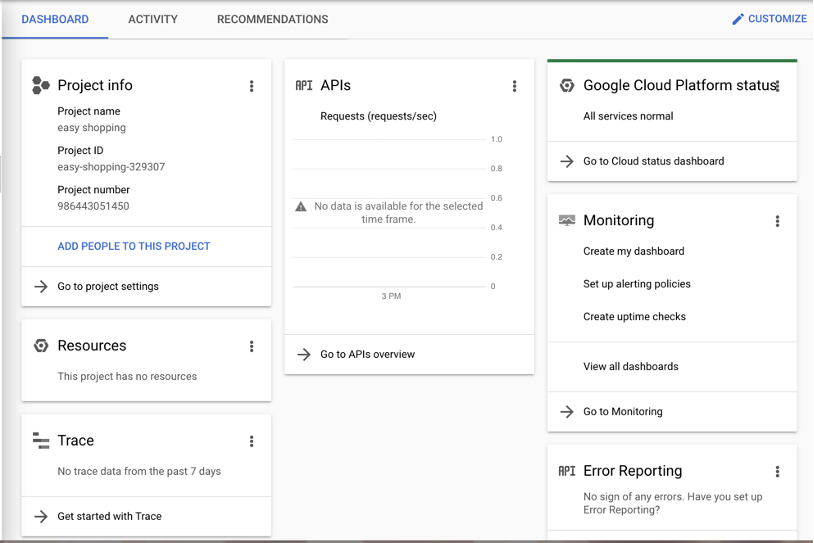 DASHBOARD
ACTIVITY
RECOMMENDATIONS
CUSTOMIZE
Project info
Project name
easy shopping
Project ID
easy-shopping-329307
Project number
986443051450
ADD PEOPLE TO THIS PROJECT
Go to project settings
Resources
This project has no resources
Trace
No trace data from the past 7 days
Get started with Trace
API APIs
Requests (requests/sec)
1.0
0.8
0.6
No data is available for the selected
time frame.
0.4
0.2
0
3 PM
Go to APIs overview
Google Cloud Platform status
All services normal
Go to Cloud status dashboard
Monitoring
Create my dashboard
Set up alerting policies
Create uptime checks
View all dashboards
Go to Monitoring
API Error Reporting
No sign of any errors. Have you set up
Error Reporting?